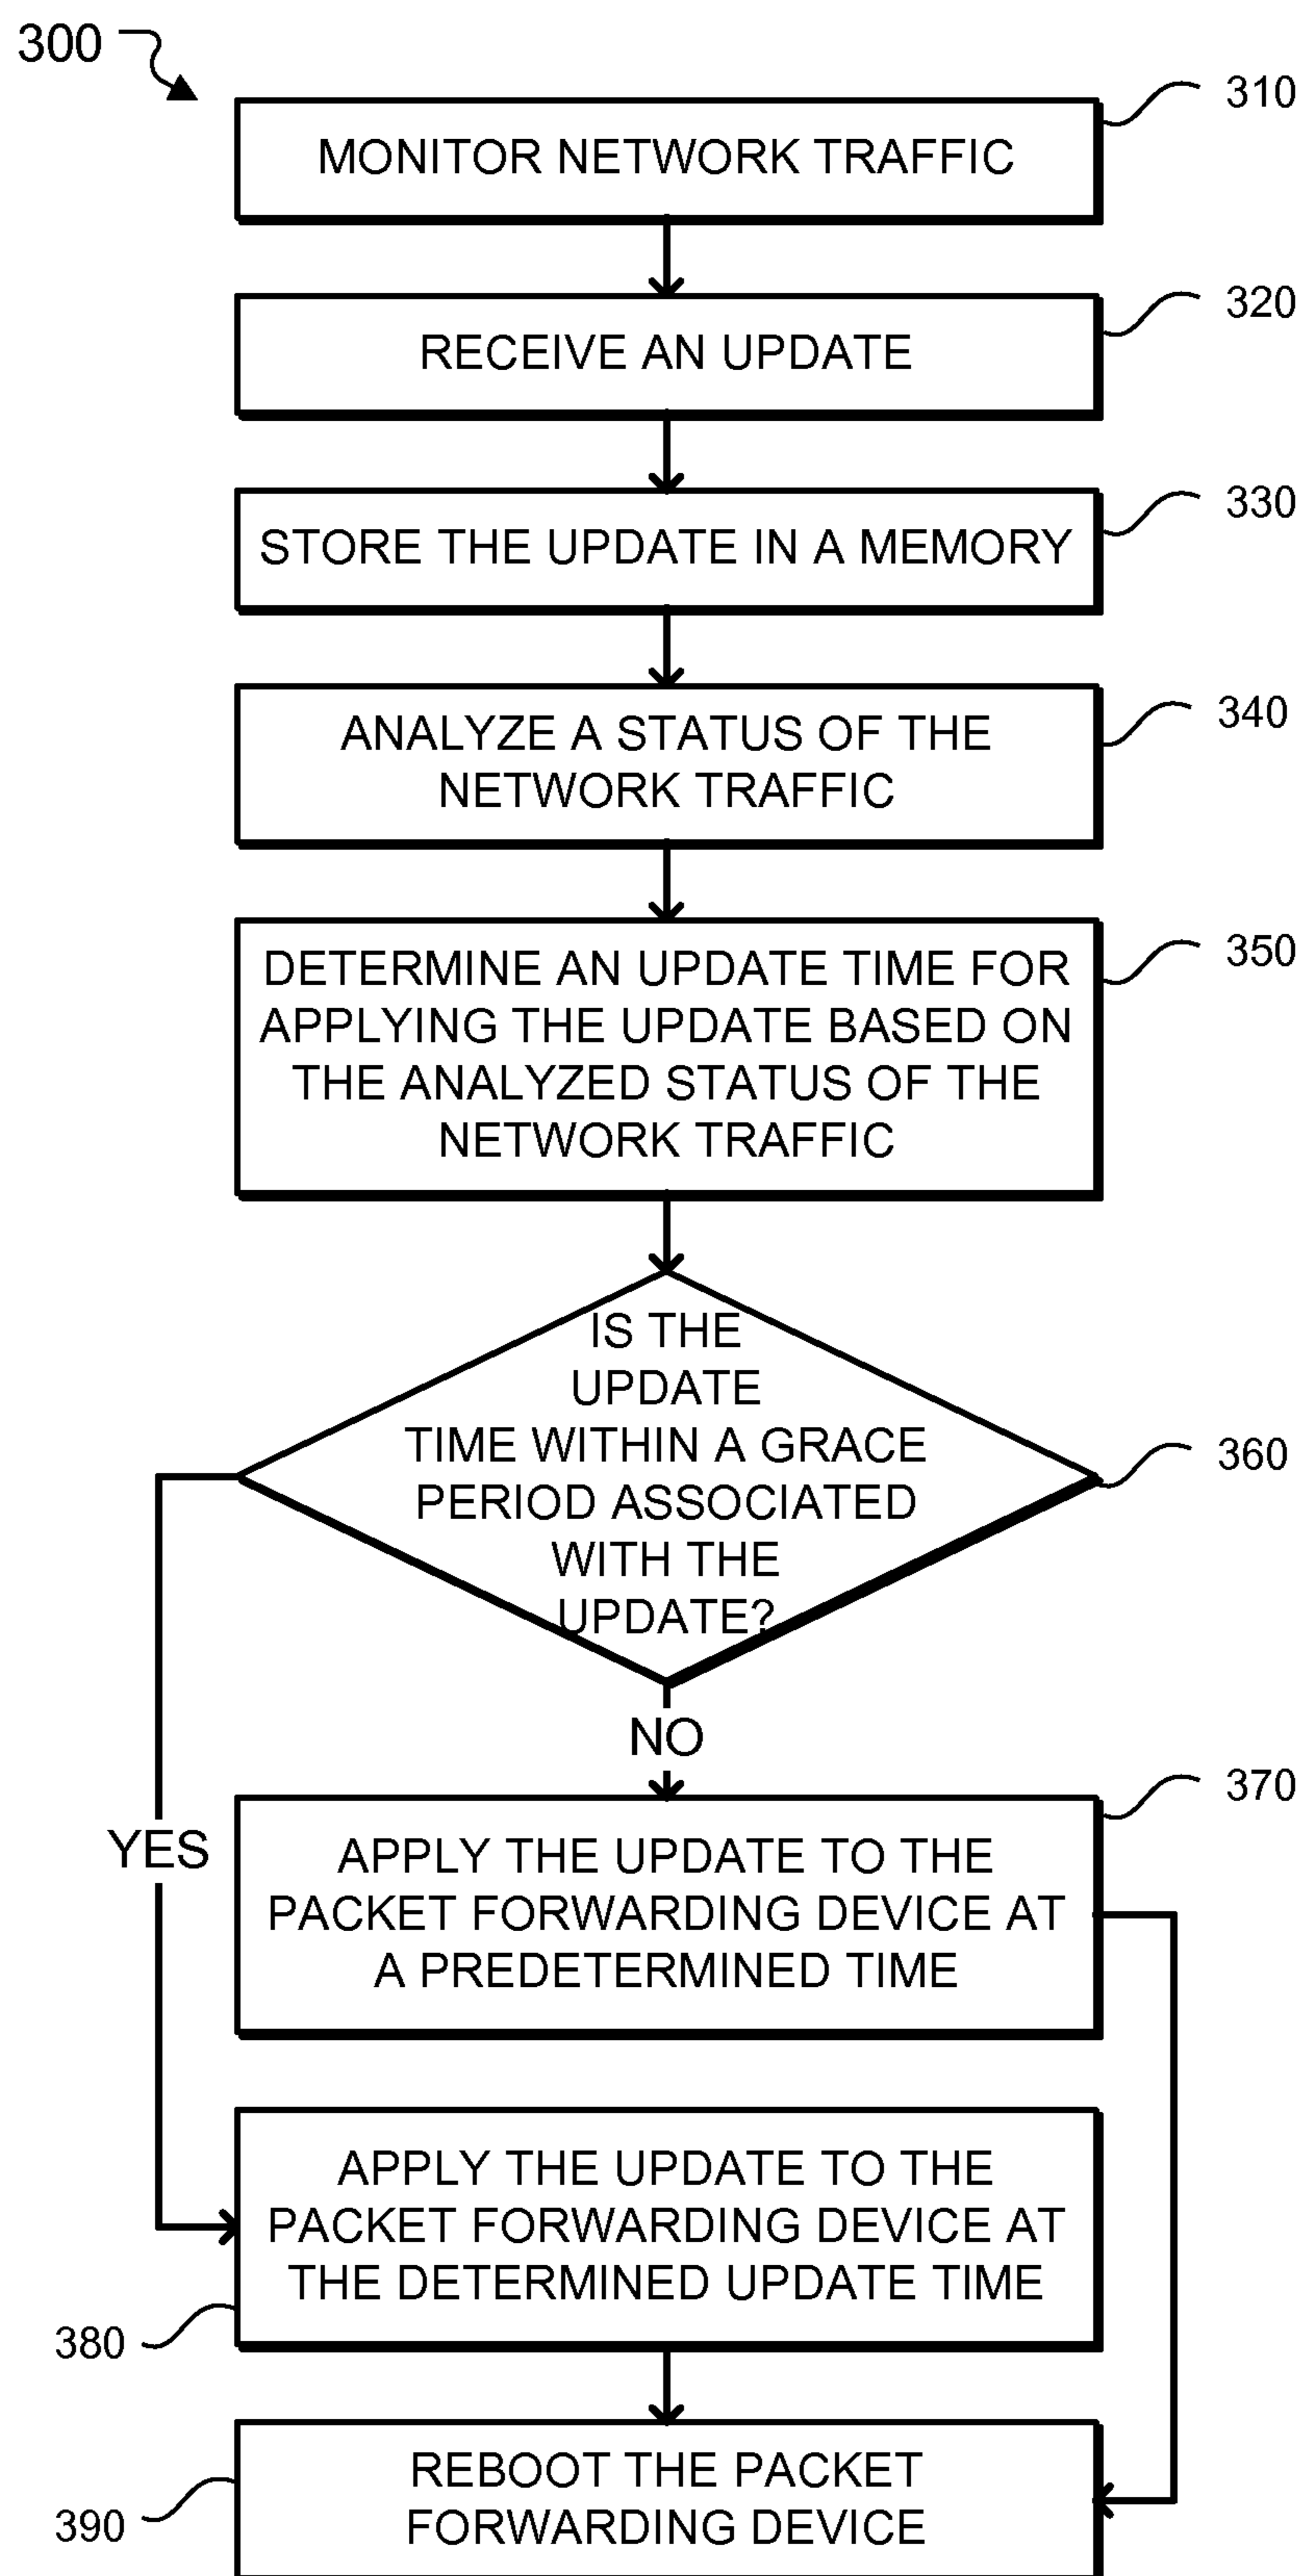 300
310
MONITOR NETWORK TRAFFIC
320
RECEIVE AN UPDATE
330
STORE THE UPDATE IN A MEMORY
340
ANALYZE A STATUS OF THE
NETWORK TRAFFIC
350
DETERMINE AN UPDATE TIME FOR
APPLYING THE UPDATE BASED ON
THE ANALYZED STATUS OF THE
NETWORK TRAFFIC
IS THE
UPDATE
TIME WITHIN A GRACE
PERIOD ASSOCIATED
WITH THE
UPDATE?
360
NO
370
YES
APPLY THE UPDATE TO THE
PACKET FORWARDING DEVICE AT
A PREDETERMINED TIME
APPLY THE UPDATE TO THE
PACKET FORWARDING DEVICE AT
THE DETERMINED UPDATE TIME
380
REBOOT THE PACKET
FORWARDING DEVICE
390